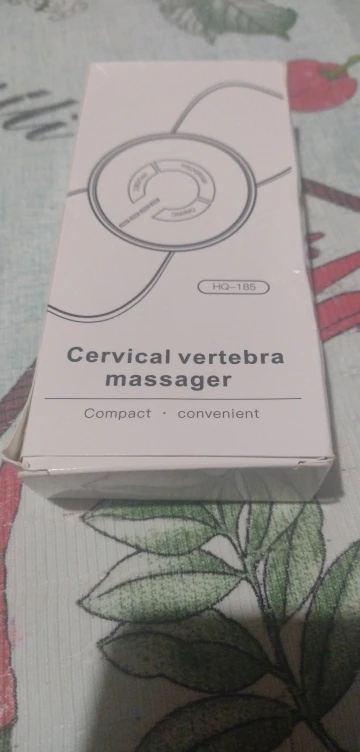 HQ-185
Cervical vertebra
massager
Compact · convenient